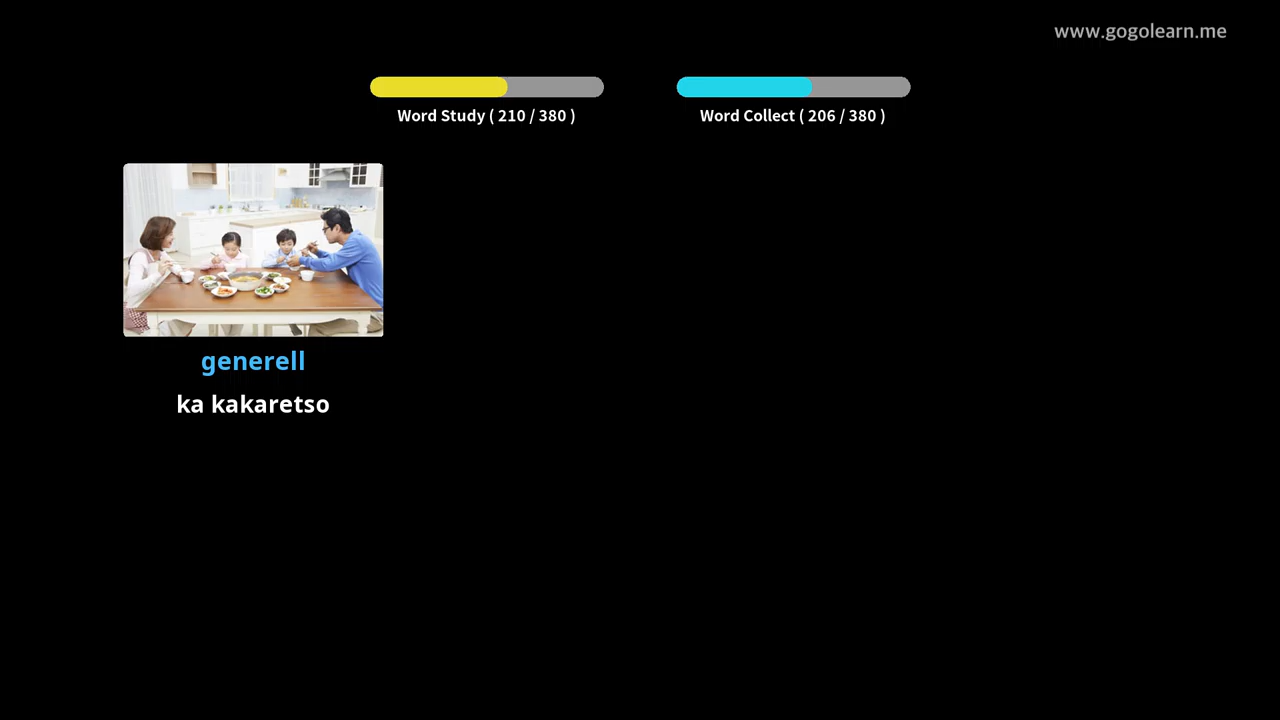 www.gogolearn.me
Word Study ( 210 / 380 )
Word Collect ( 206 / 380 )
generell
ka kakaretso